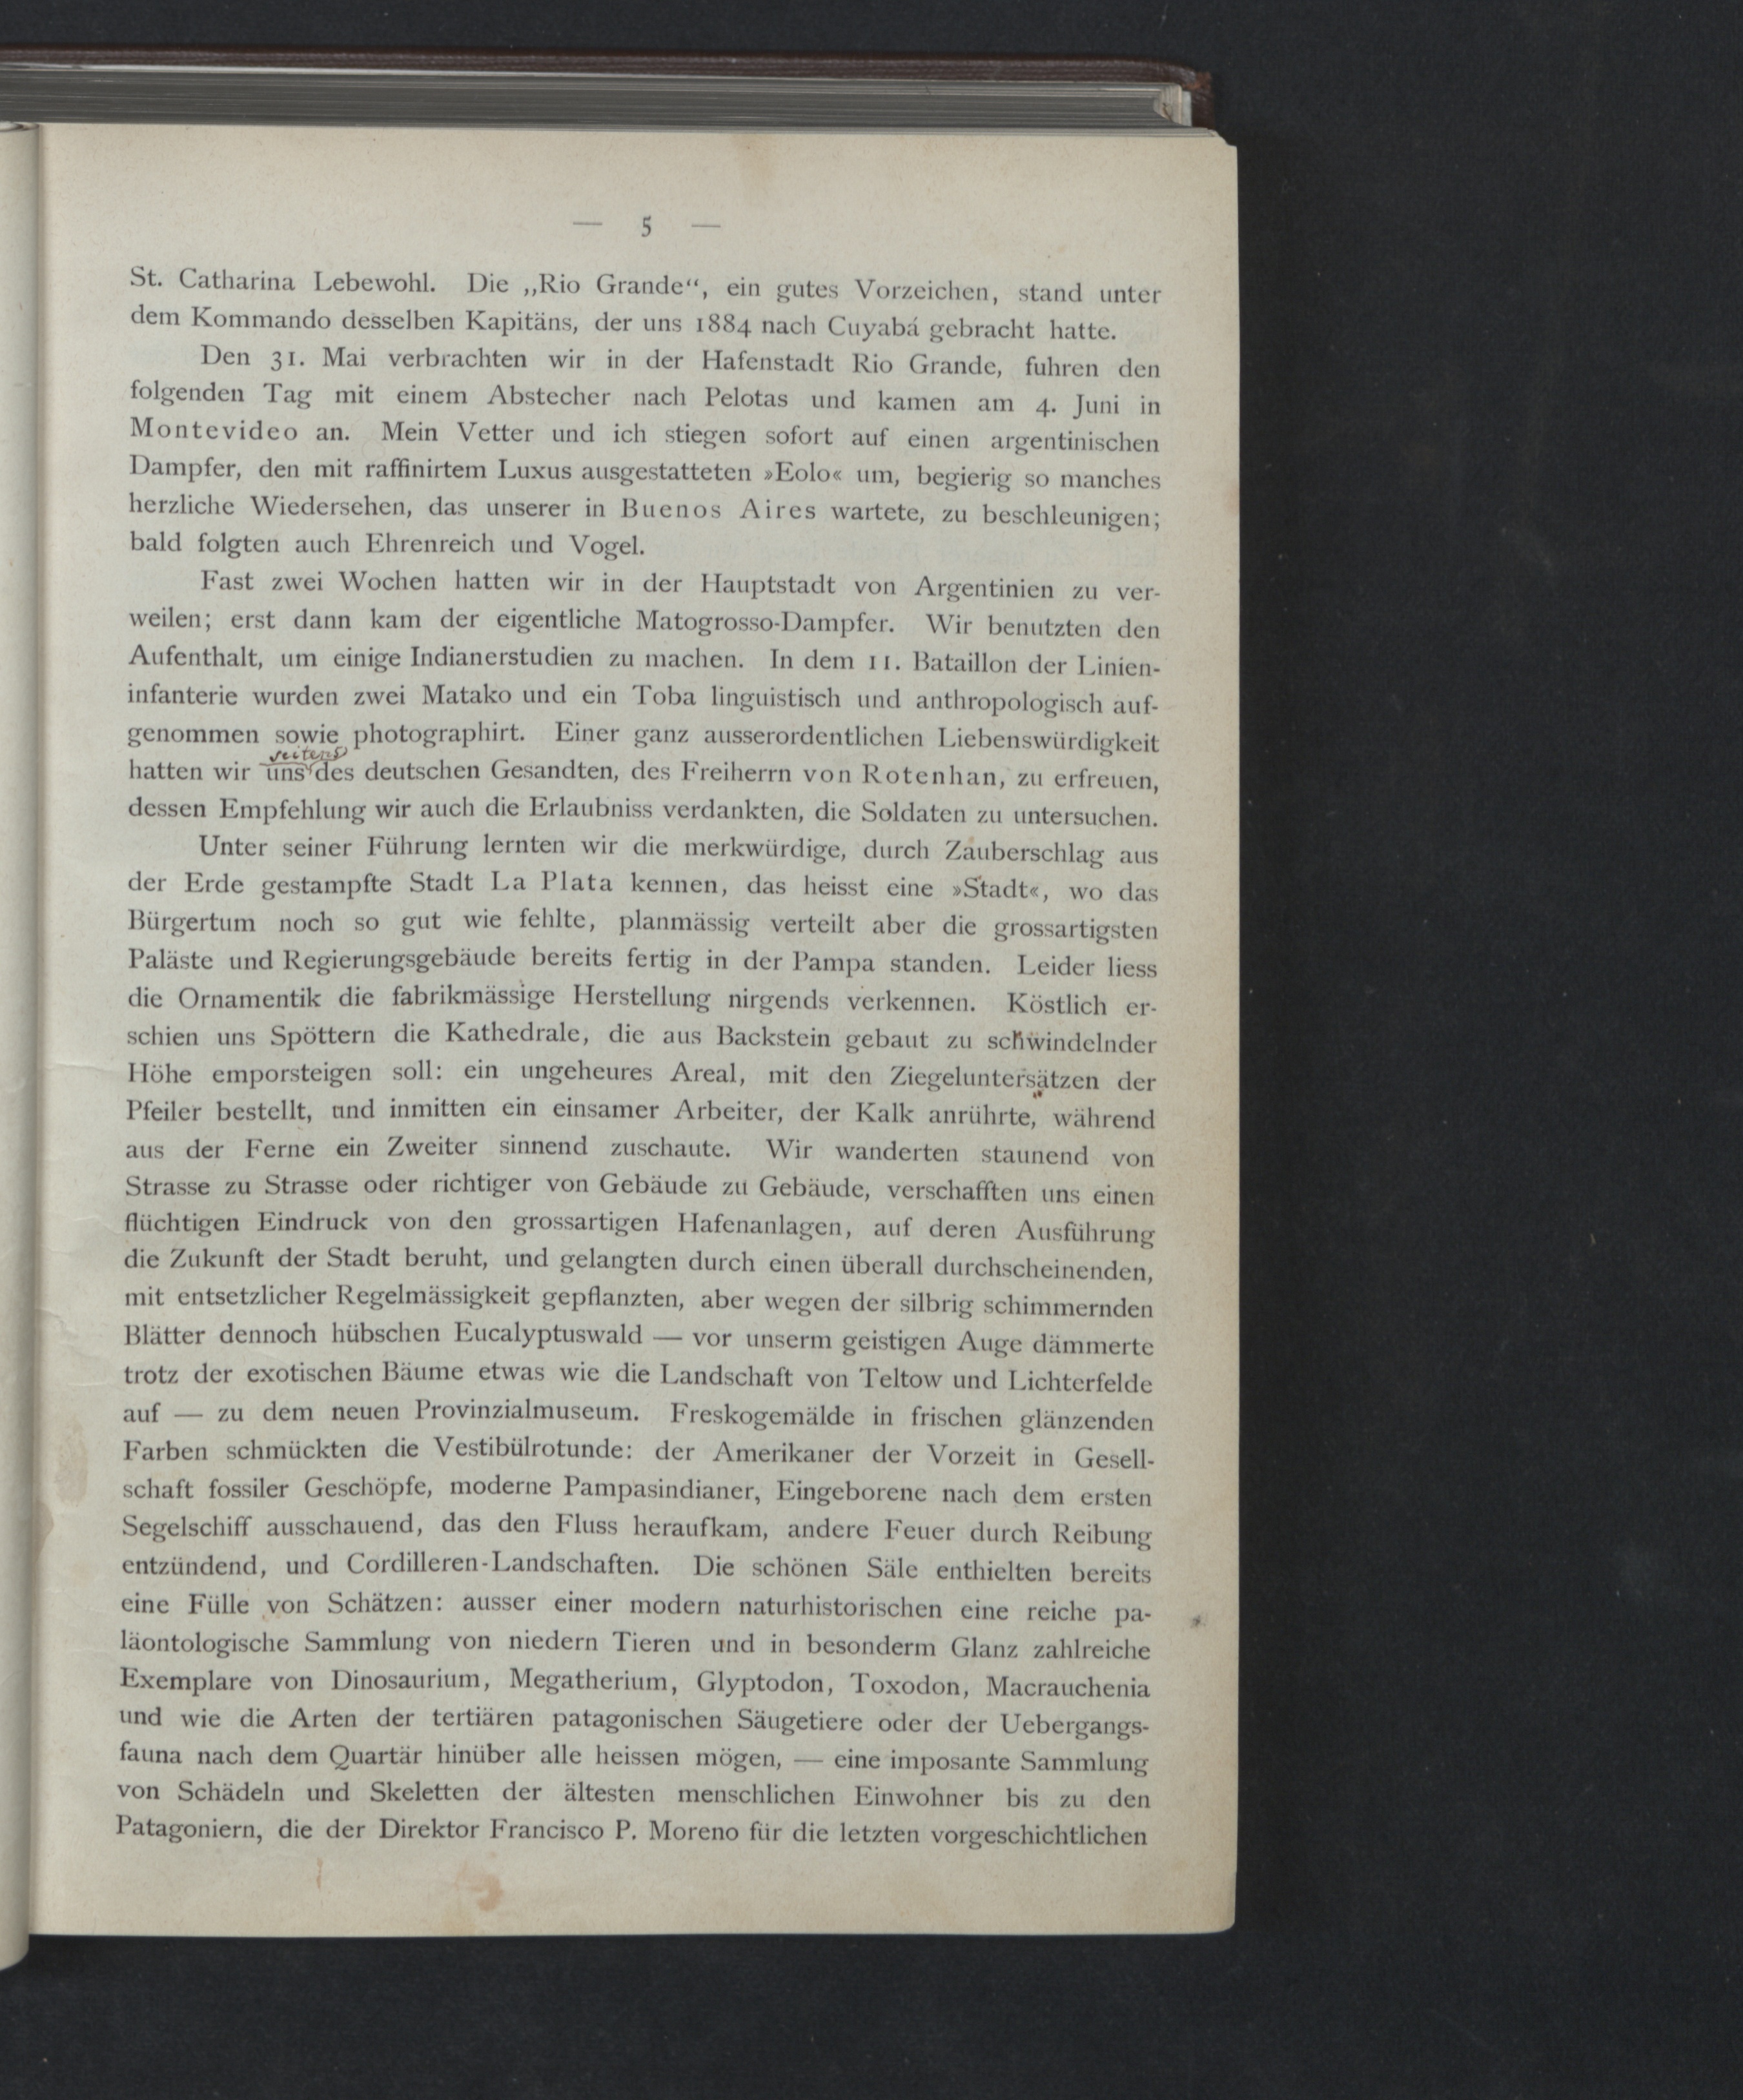 — 5 —
St. Catharina Lebewohl. Die „Rio Grande“, ein gutes Vorzeichen, stand unter
dem Kommando desselben Kapitäns, der uns 1884 nach Cuyabá gebracht hatte.
Den 31. Mai verbrachten wir in der Hafenstadt Rio Grande, fuhren den
folgenden Tag mit einem Abstecher nach Pelotas und kamen am 4. Juni in
Montevideo an. Mein Vetter und ich stiegen sofort auf einen argentinischen
Dampfer, den mit raffinirtem Luxus ausgestatteten »Eolo« um, begierig so manches
herzliche Wiedersehen, das unserer in Buenos Aires wartete, zu beschleunigen;
bald folgten auch Ehrenreich und Vogel.
Fast zwei Wochen hatten wir in der Hauptstadt von Argentinien zu ver-
weilen; erst dann kam der eigentliche Matogrosso-Dampfer. Wir benutzten den
Aufenthalt, um einige Indianerstudien zu machen. In dem 11. Bataillon der Linien-
infanterie wurden zwei Matako und ein Toba linguistisch und anthropologisch auf-
genommen sowie photographirt. Einer ganz ausserordentlichen Liebenswürdigkeit
seitens
hatten wir uns des deutschen Gesandten, des Freiherrn von Rotenhan, zu erfreuen,
dessen Empfehlung wir auch die Erlaubniss verdankten, die Soldaten zu untersuchen.
Unter seiner Führung lernten wir die merkwürdige, durch Zauberschlag aus
der Erde gestampfte Stadt La Plata kennen, das heisst eine »Stadt«, wo das
Bürgertum noch so gut wie fehlte, planmässig verteilt aber die grossartigsten
Paläste und Regierungsgebäude bereits fertig in der Pampa standen. Leider liess
die Ornamentik die fabrikmässige Herstellung nirgends verkennen. Köstlich er-
schien uns Spöttern die Kathedrale, die aus Backstein gebaut zu schwindelnder
Höhe emporsteigen soll: ein ungeheures Areal, mit den Ziegeluntersätzen der
Pfeiler bestellt, und inmitten ein einsamer Arbeiter, der Kalk anrührte, während
aus der Ferne ein Zweiter sinnend zuschaute. Wir wanderten staunend von
Strasse zu Strasse oder richtiger von Gebäude zu Gebäude, verschafften uns einen
flüchtigen Eindruck von den grossartigen Hafenanlagen, auf deren Ausführung
die Zukunft der Stadt beruht, und gelangten durch einen überall durchscheinenden,
mit entsetzlicher Regelmässigkeit gepflanzten, aber wegen der silbrig schimmernden
Blätter dennoch hübschen Eucalyptuswald — vor unserm geistigen Auge dämmerte
trotz der exotischen Bäume etwas wie die Landschaft von Teltow und Lichterfelde
auf — zu dem neuen Provinzialmuseum. Freskogemälde in frischen glänzenden
Farben schmückten die Vestibülrotunde: der Amerikaner der Vorzeit in Gesell-
schaft fossiler Geschöpfe, moderne Pampasindianer, Eingeborene nach dem ersten
Segelschiff ausschauend, das den Fluss heraufkam, andere Feuer durch Reibung
entzündend, und Cordilleren-Landschaften. Die schönen Säle enthielten bereits
eine Fülle von Schätzen: ausser einer modern naturhistorischen eine reiche pa-
läontologische Sammlung von niedern Tieren und in besonderm Glanz zahlreiche
Exemplare von Dinosaurium, Megatherium, Glyptodon, Toxodon, Macrauchenia
und wie die Arten der tertiären patagonischen Säugetiere oder der Uebergangs-
fauna nach dem Quartär hinüber alle heissen mögen, — eine imposante Sammlung
von Schädeln und Skeletten der ältesten menschlichen Einwohner bis zu den
Patagoniern, die der Direktor Francisco P. Moreno für die letzten vorgeschichtlichen